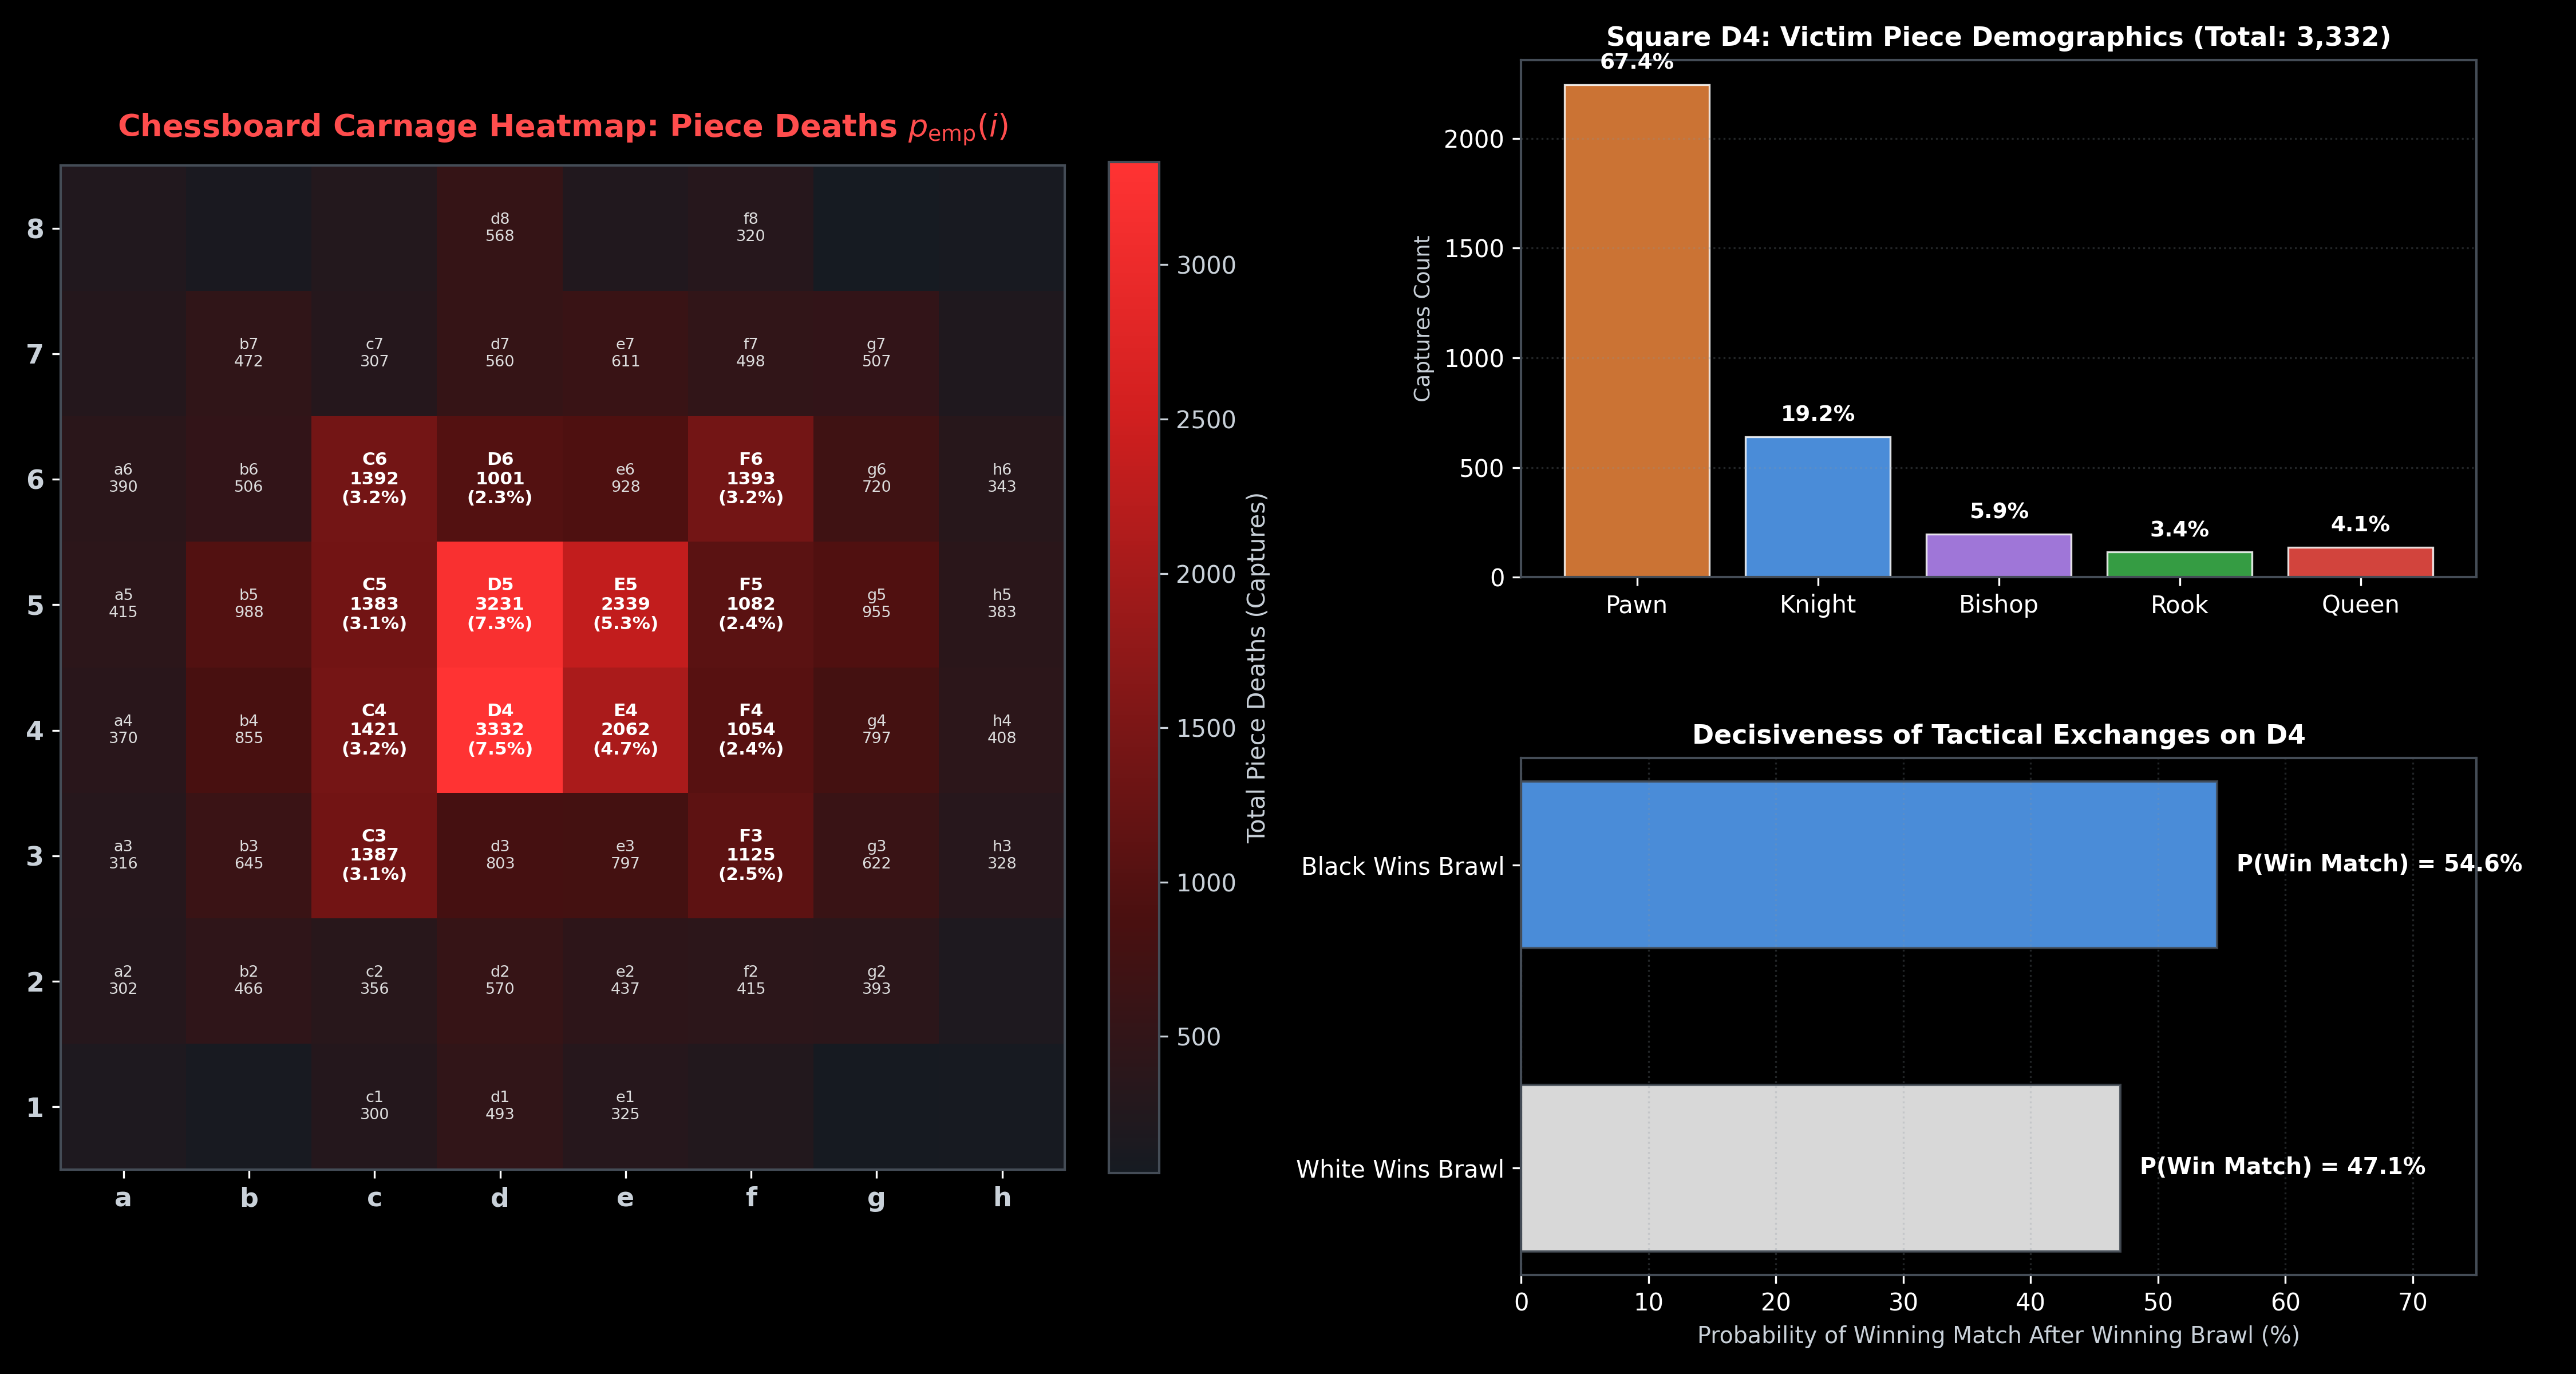 Chessboard Carnage Heatmap: Piece Deaths p_emp(i)
8
d8
568
f8
320
7
b7
472
c7
307
d7
560
e7
611
f7
498
g7
507
6
a6
390
b6
506
C6
1392
(3.2%)
D6
1001
(2.3%)
e6
928
F6
1393
(3.2%)
g6
720
h6
343
5
a5
415
b5
988
C5
1383
(3.1%)
D5
3231
(7.3%)
E5
2339
(5.3%)
F5
1082
(2.4%)
g5
955
h5
383
4
a4
370
b4
855
C4
1421
(3.2%)
D4
3332
(7.5%)
E4
2062
(4.7%)
F4
1054
(2.4%)
g4
797
h4
408
3
a3
316
b3
645
C3
1387
(3.1%)
d3
803
e3
797
F3
1125
(2.5%)
g3
622
h3
328
2
a2
302
b2
466
c2
356
d2
570
e2
437
f2
415
g2
393
1
c1
300
d1
493
e1
325
a b c d e f g h
3000
2500
2000
1500
1000
500
Total Piece Deaths (Captures)
Square D4: Victim Piece Demographics (Total: 3,332)
Captures Count
2000
1500
1000
500
0
67.4%
19.2%
5.9%
3.4%
4.1%
Pawn Knight Bishop Rook Queen
Decisiveness of Tactical Exchanges on D4
Black Wins Brawl
P(Win Match) = 54.6%
White Wins Brawl
P(Win Match) = 47.1%
0 10 20 30 40 50 60 70
Probability of Winning Match After Winning Brawl (%)